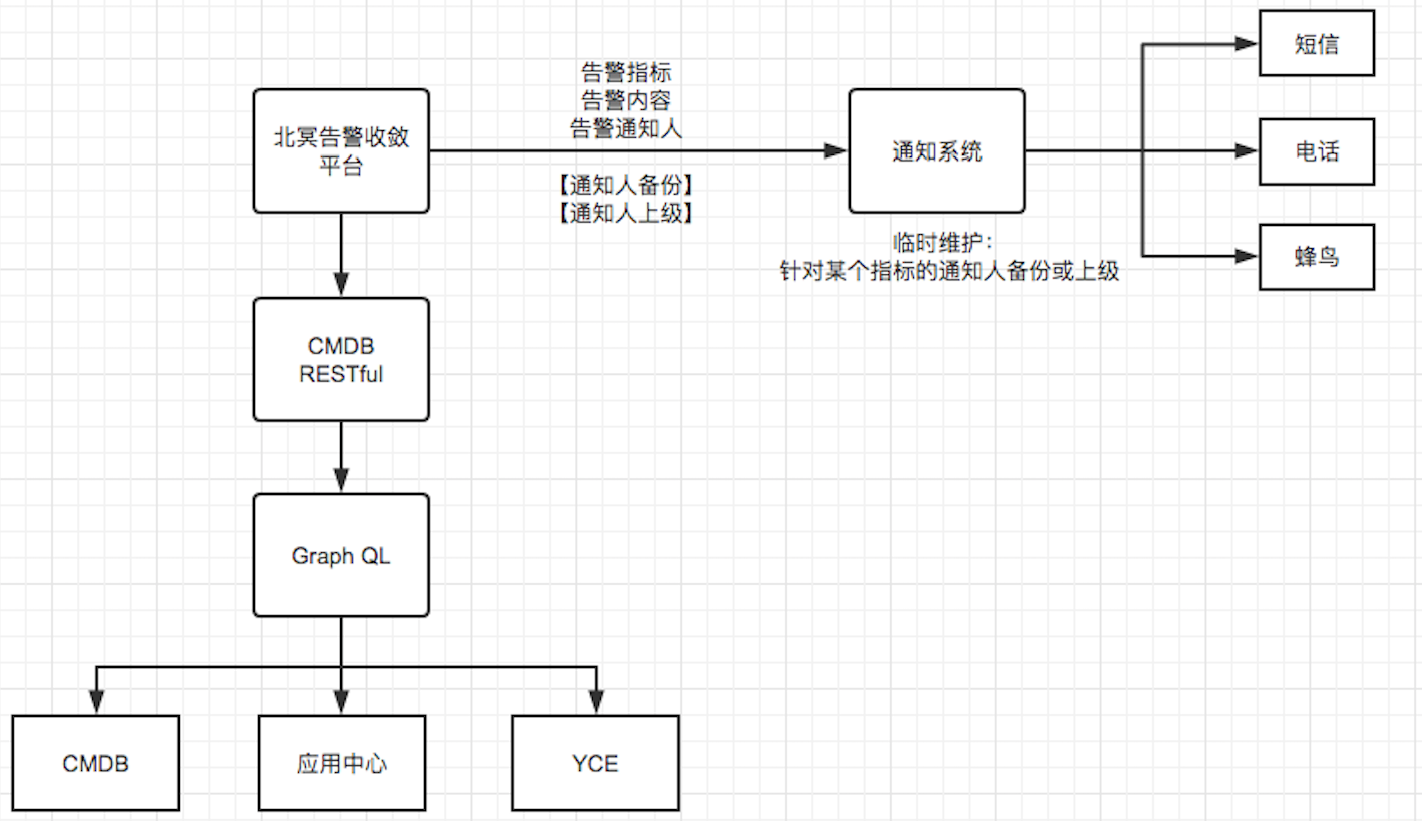 短信
告警指标
告警内容
告警通知人
北冥告警收敛
平台
通知系统
电话
【通知人备份】
【通知人上级】
临时维护：
针对某个指标的通知人备份或上级
蜂鸟
CMDB
RESTful
Graph QL
CMDB
应用中心
YCE